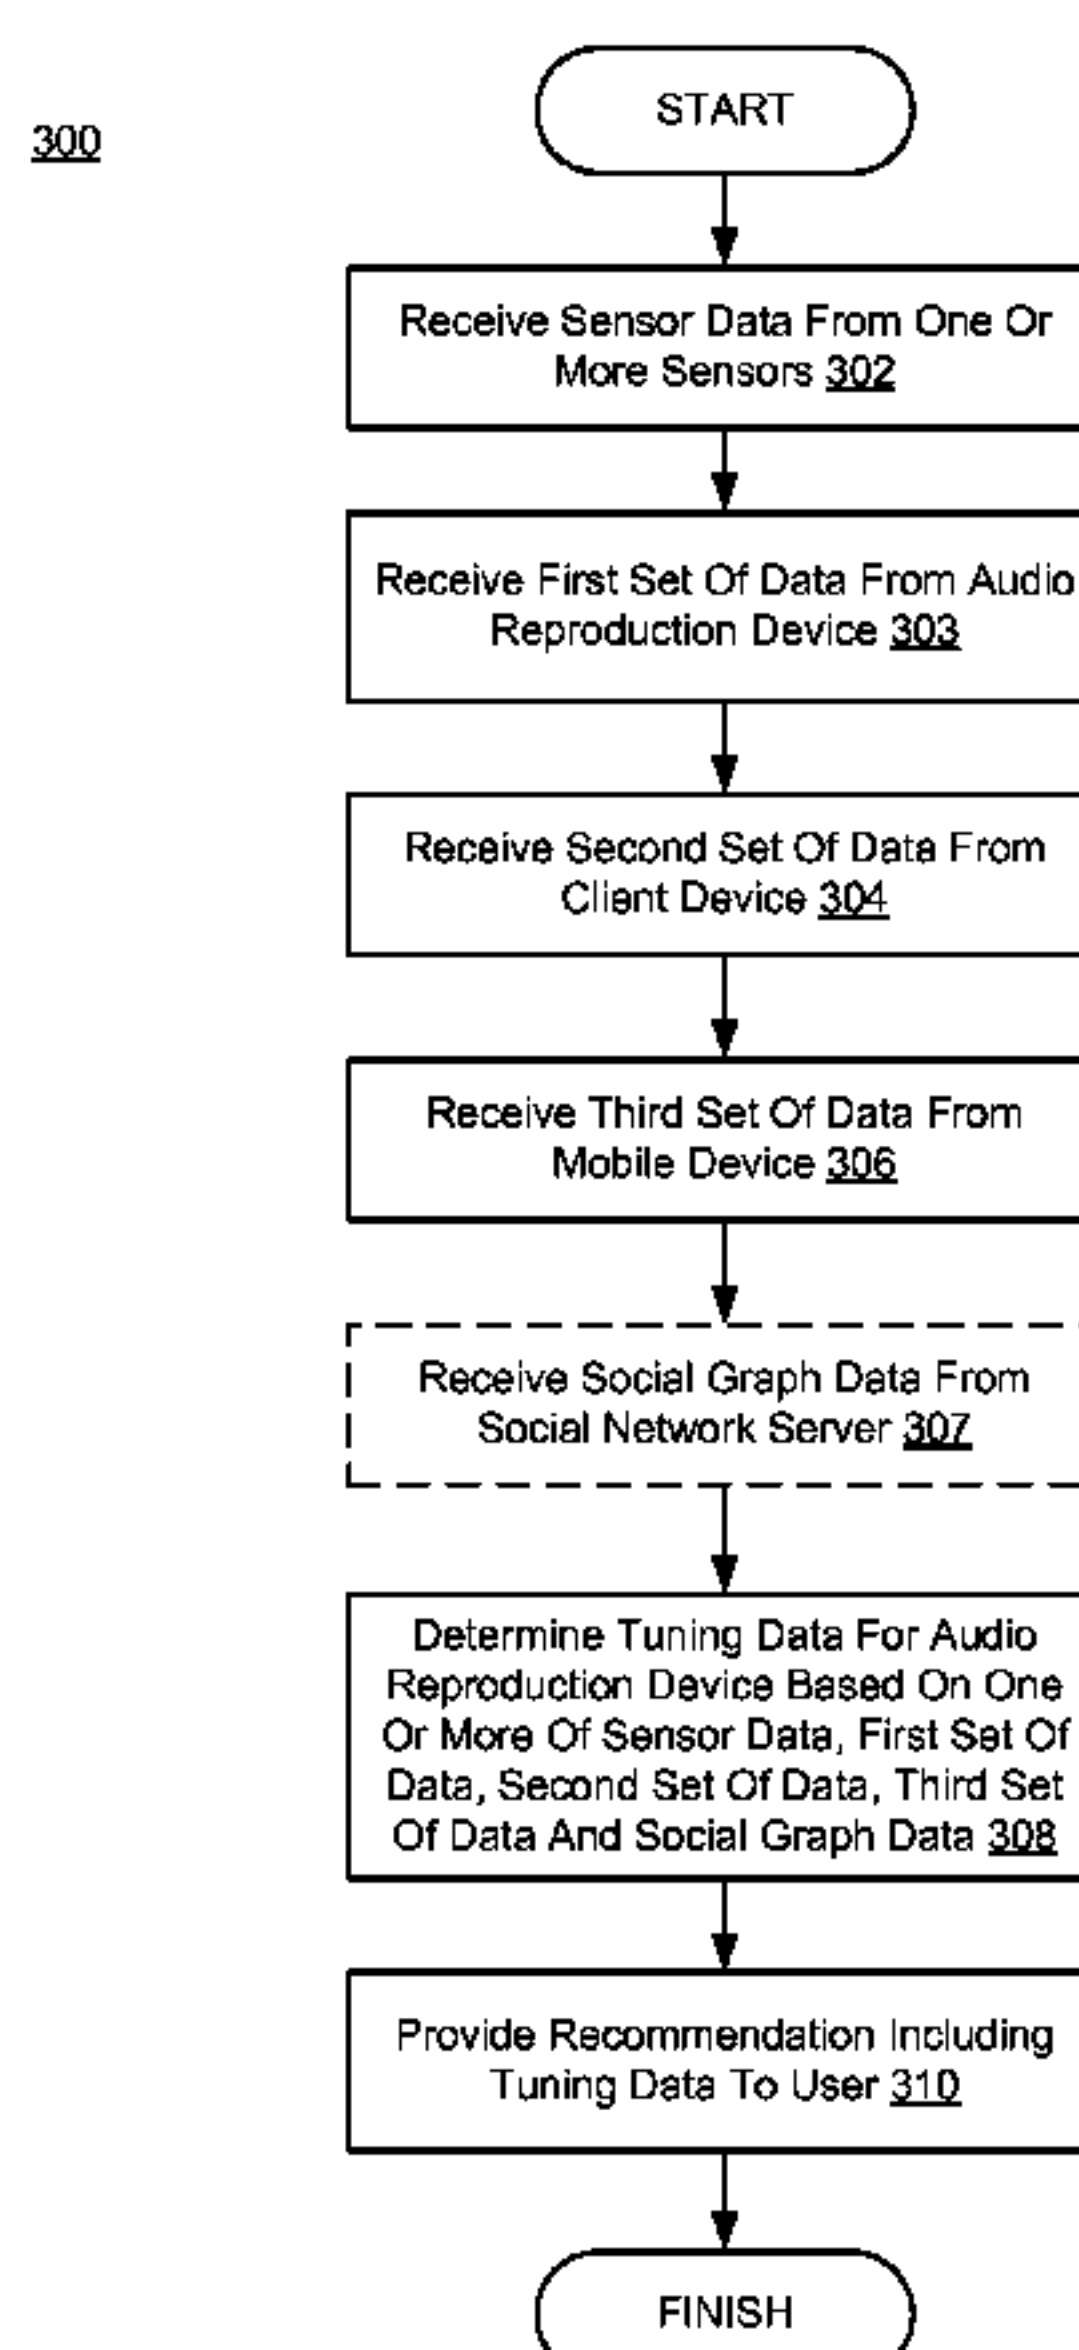 START
300
Receive Sensor Data From One Or
More Sensors 302
Receive First Set Of Data From Audio
Reproduction Device 303
Receive Second Set Of Data From
Client Device 304
Receive Third Set Of Data From
Mobile Device 306
Receive Social Graph Data From
Social Network Server 307
Determine Tuning Data For Audio
Reproduction Device Based On One
Or More Of Sensor Data, First Set Of
Data, Second Set Of Data, Third Set
Of Data And Social Graph Data 308
Provide Recommendation Including
Tuning Data To User 310
FINISH